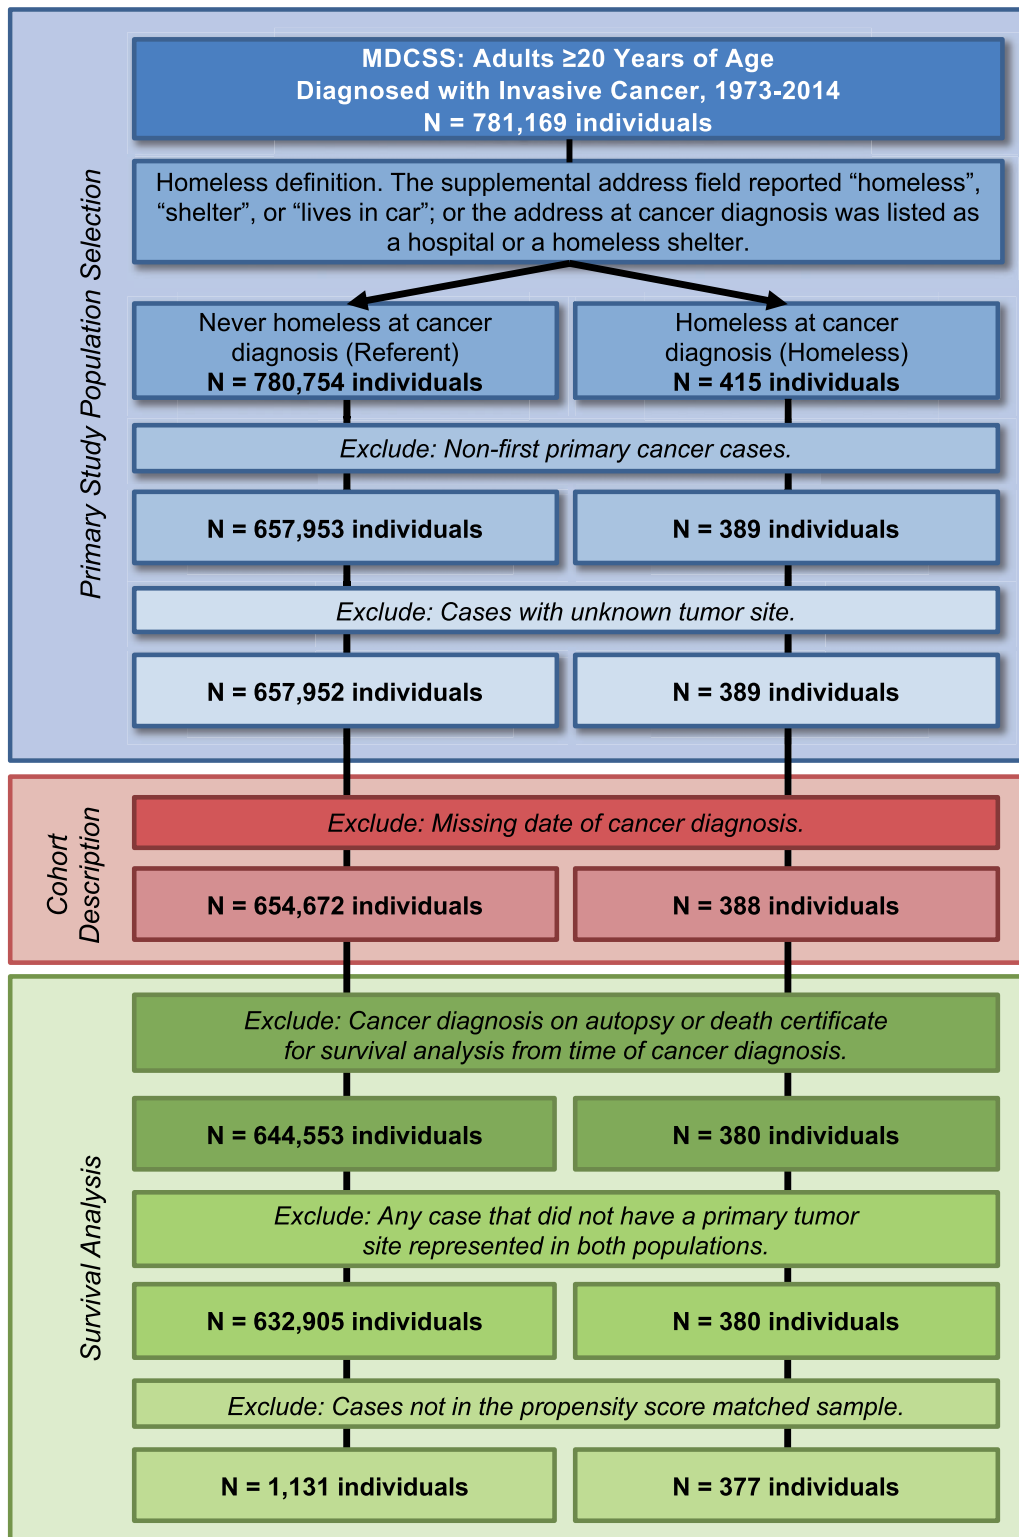 MDCSS: Adults ≥20 Years of Age
Diagnosed with Invasive Cancer, 1973-2014
N = 781,169 individuals
Homeless definition. The supplemental address field reported “homeless”,
“shelter”, or “lives in car”; or the address at cancer diagnosis was listed as
a hospital or a homeless shelter.
Primary Study Population Selection
Never homeless at cancer
diagnosis (Referent)
N = 780,754 individuals
Homeless at cancer
diagnosis (Homeless)
N = 415 individuals
Exclude: Non-first primary cancer cases.
N = 657,953 individuals
N = 389 individuals
Exclude: Cases with unknown tumor site.
N = 657,952 individuals
N = 389 individuals
Cohort
Description
Exclude: Missing date of cancer diagnosis.
N = 654,672 individuals
N = 388 individuals
Survival Analysis
Exclude: Cancer diagnosis on autopsy or death certificate
for survival analysis from time of cancer diagnosis.
N = 644,553 individuals
N = 380 individuals
Exclude: Any case that did not have a primary tumor
site represented in both populations.
N = 632,905 individuals
N = 380 individuals
Exclude: Cases not in the propensity score matched sample.
N = 1,131 individuals
N = 377 individuals